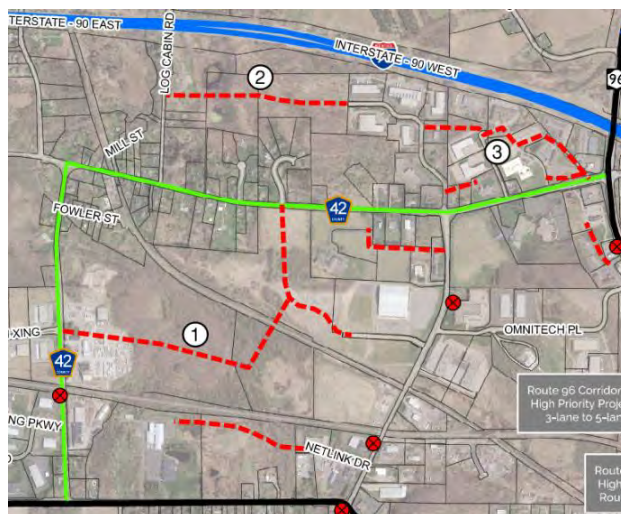 TERSTATE - 90 EAST
INTERSTATE - 90 WEST
96
LOG CABIN RD
2
MILL ST
3
FOWLER ST
42
1
N XING
OMNITECH PL
42
Route 96 Corridor
High Priority Proje
3-lane to 5-lan
NG PKWY
NETLINK DR
Rout
High
Rou